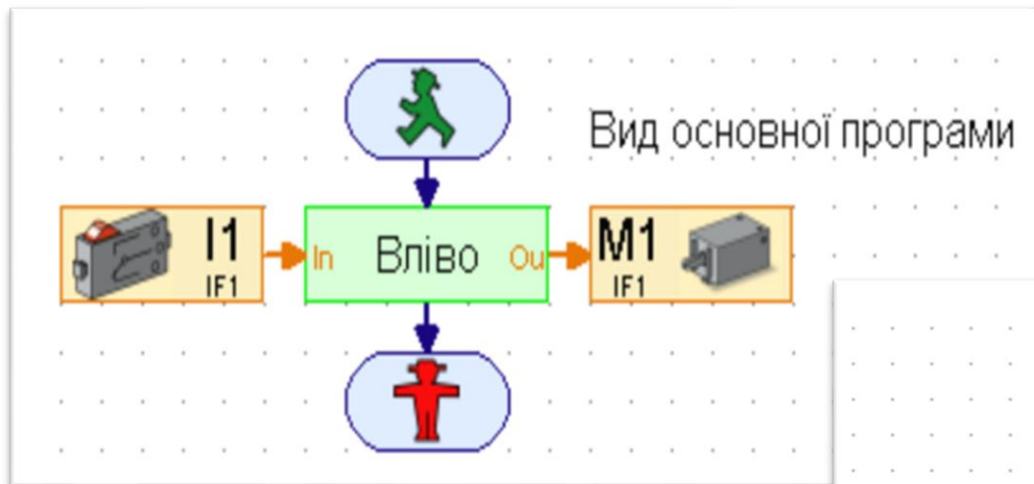 Вид основної програми
I1
IF1
In
Вліво
Ou
M1
IF1